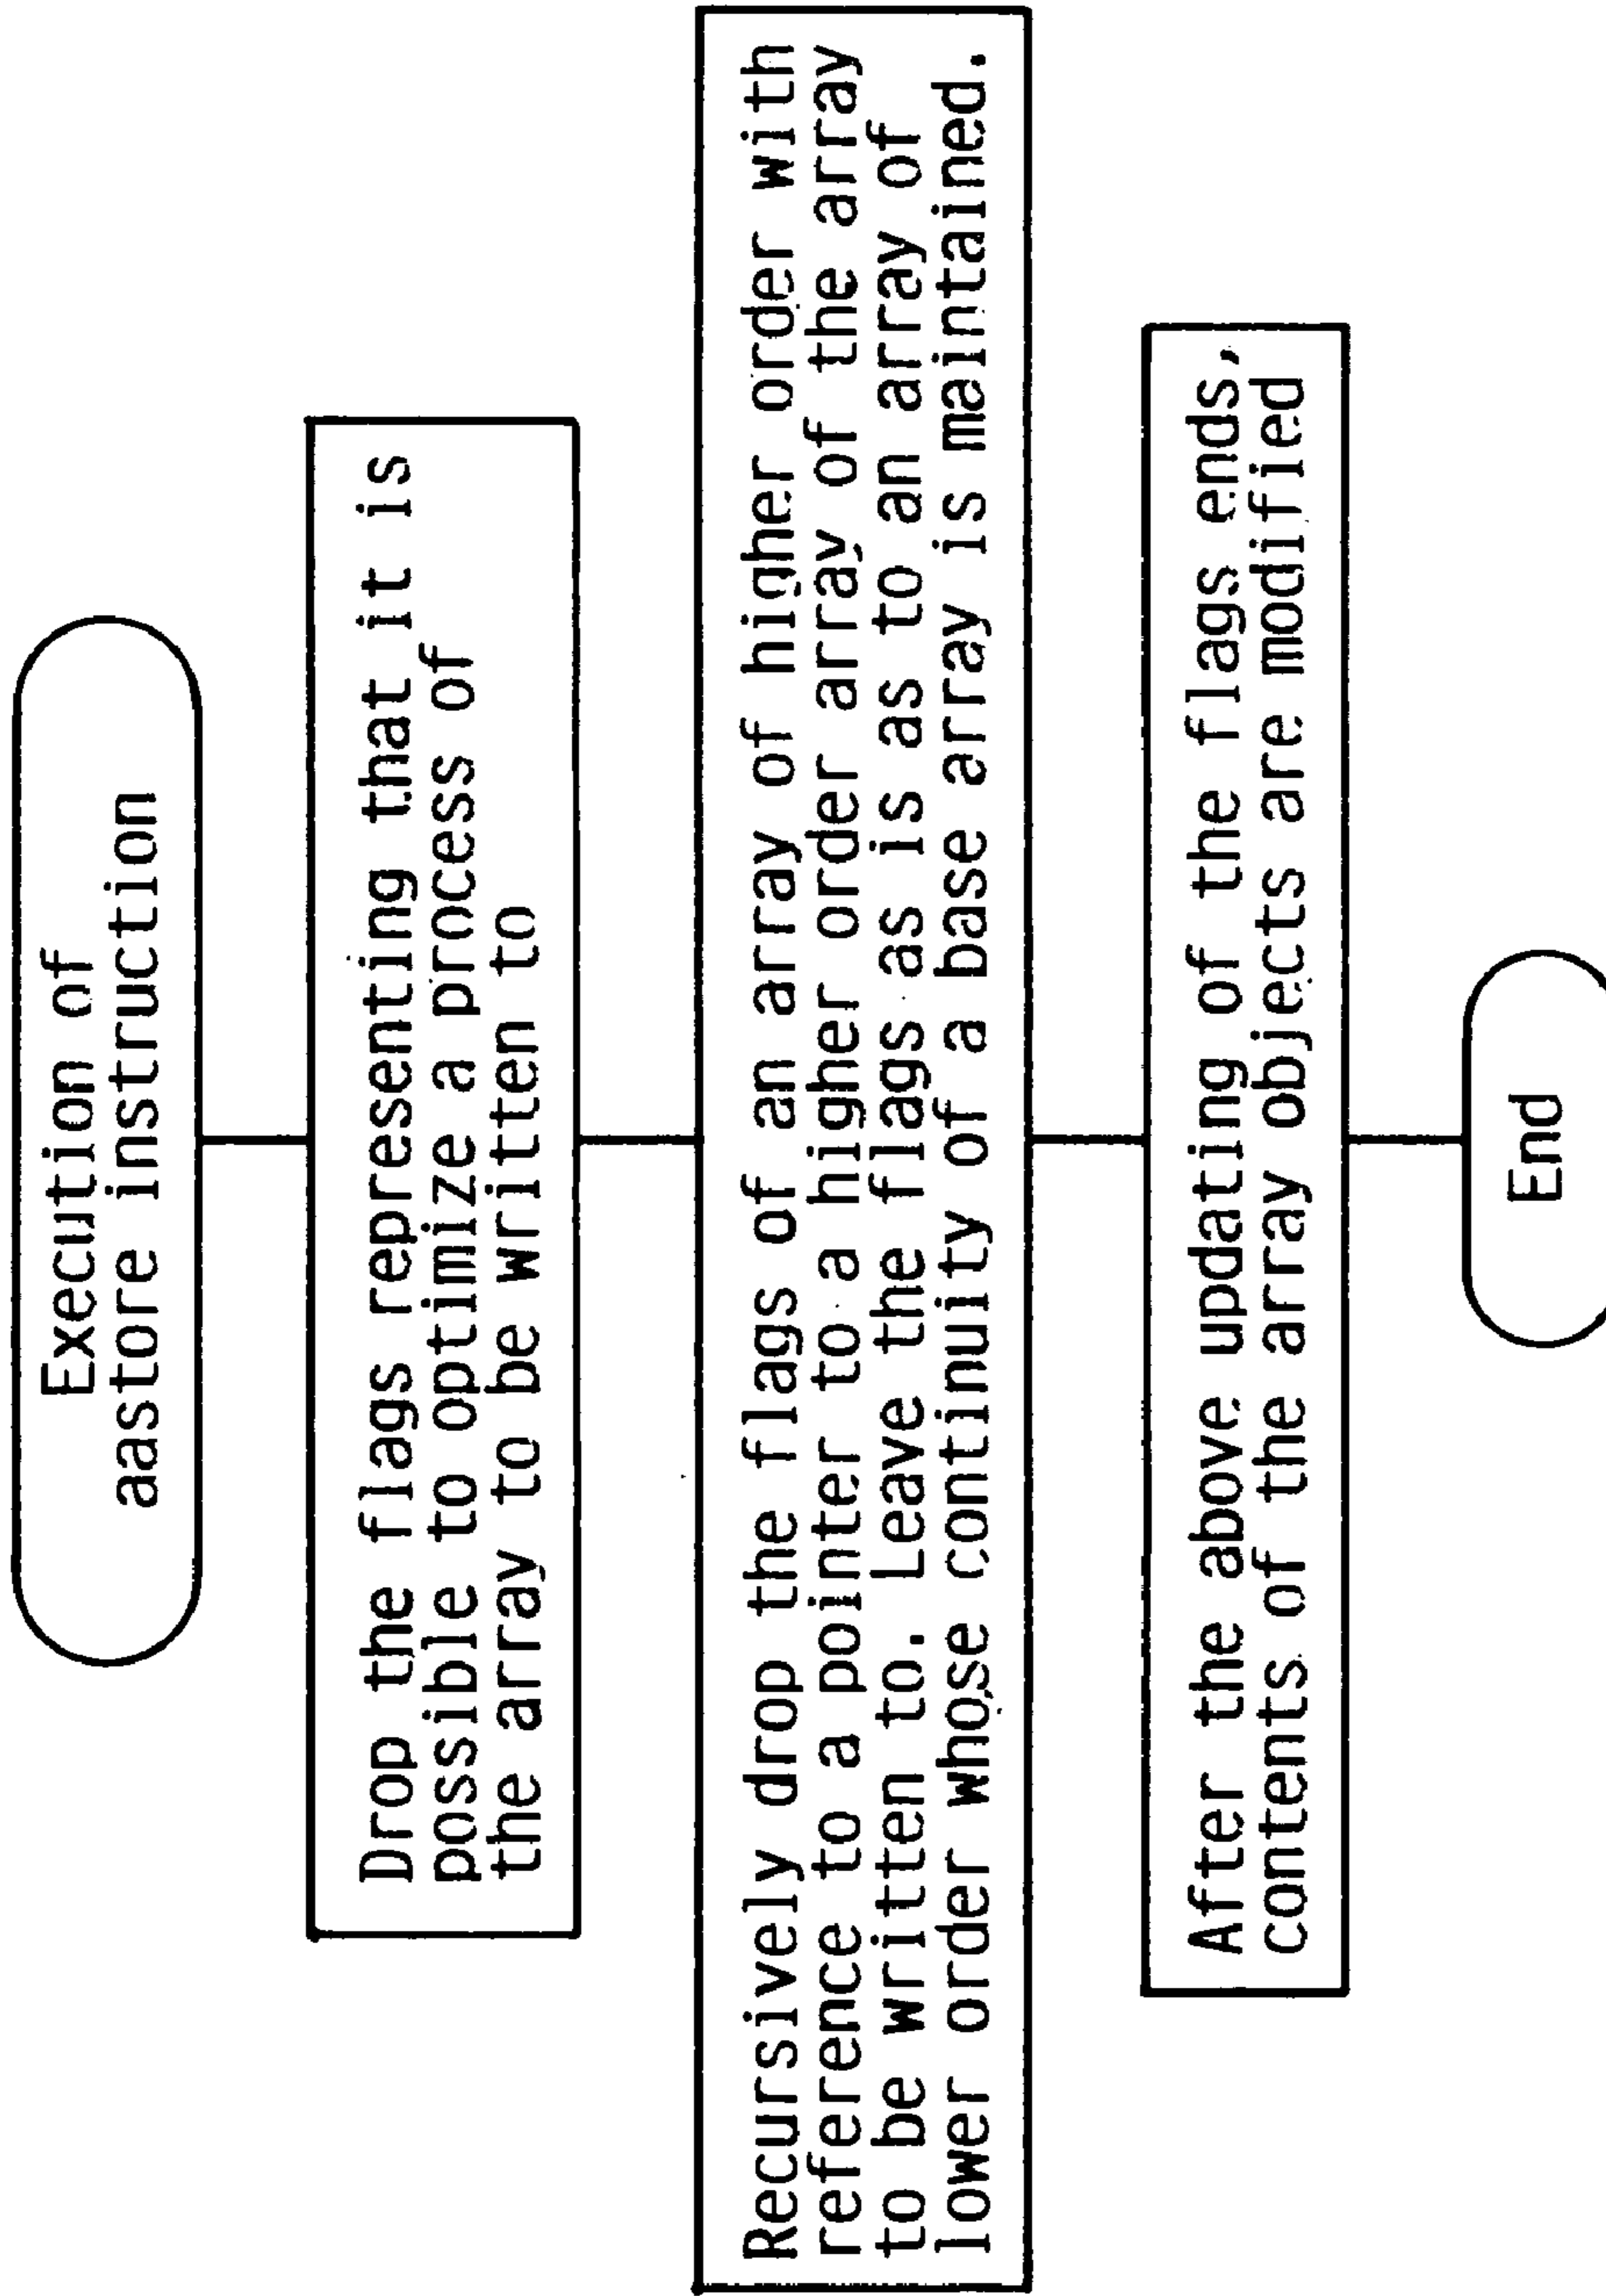 Execution of
aastore instruction
Drop the flags representing that it is
possible to optimize a process of
the array to be written to
Recursively drop the flags of an array of higher order with
reference to a pointer to a higher order array of the array
to be written to. Leave the flags as is as to an array of
lower order whose continuity of a base array is maintained.
After the above updating of the flags ends,
contents of the array objects are modified
End